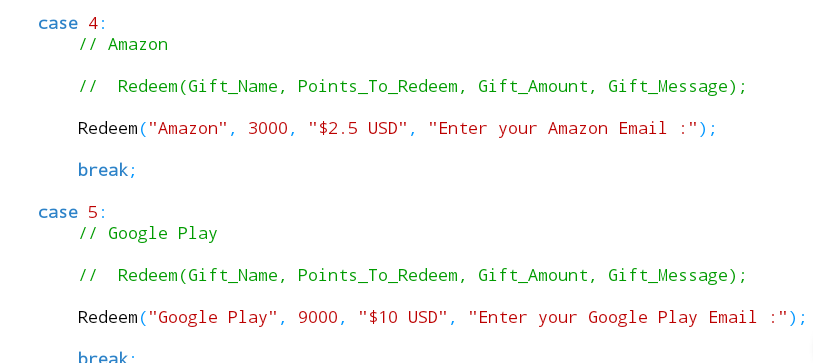 case 4:
// Amazon
//  Redeem(Gift_Name, Points_To_Redeem, Gift_Amount, Gift_Message);
Redeem("Amazon", 3000, "$2.5 USD", "Enter your Amazon Email :");
break;
case 5:
// Google Play
//  Redeem(Gift_Name, Points_To_Redeem, Gift_Amount, Gift_Message);
Redeem("Google Play", 9000, "$10 USD", "Enter your Google Play Email :");
break;